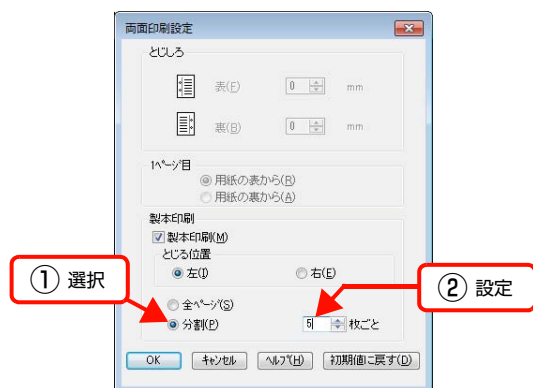 両面印刷設定
とじしろ
表(F) 0 mm
裏(B) 0 mm
1ページ目
用紙の表から(R)
用紙の裏から(A)
製本印刷
製本印刷(M)
とじる位置
左(I) 右(E)
① 選択
② 設定
全ページ(S)
分割(P) 5 枚ごと
OK キャンセル ヘルプ(H) 初期値に戻す(D)